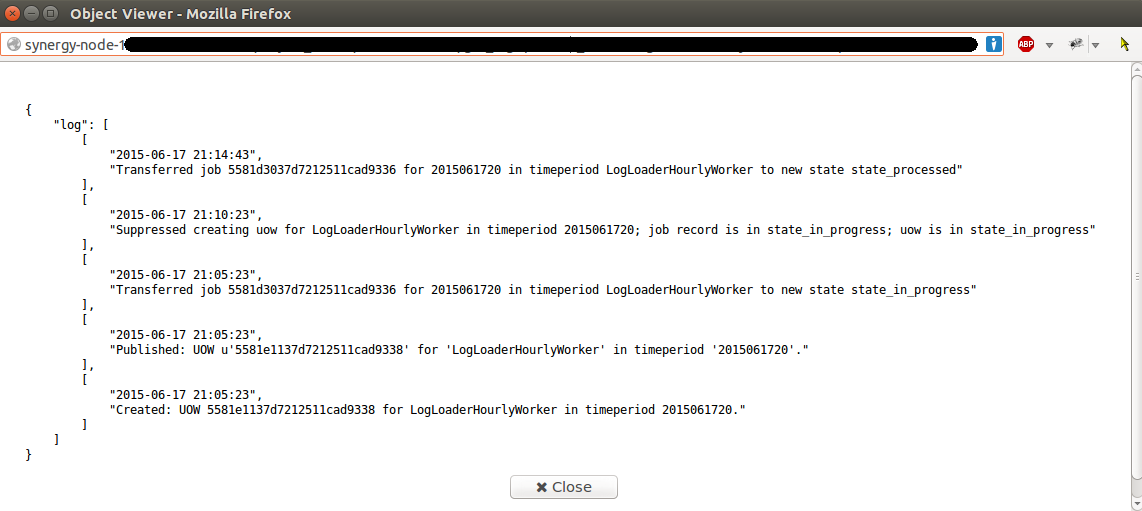 Object Viewer - Mozilla Firefox
synergy-node-1
ABP
{
"log": [
[
"2015-06-17 21:14:43",
"Transferred job 5581d3037d7212511cad9336 for 2015061720 in timeperiod LogLoaderHourlyWorker to new state state_processed"
],
[
"2015-06-17 21:10:23",
"Suppressed creating uow for LogLoaderHourlyWorker in timeperiod 2015061720; job record is in state_in_progress; uow is in state_in_progress"
],
[
"2015-06-17 21:05:23",
"Transferred job 5581d3037d7212511cad9336 for 2015061720 in timeperiod LogLoaderHourlyWorker to new state state_in_progress"
],
[
"2015-06-17 21:05:23",
"Published: UOW u'5581e1137d7212511cad9338' for 'LogLoaderHourlyWorker' in timeperiod '2015061720'."
],
[
"2015-06-17 21:05:23",
"Created: UOW 5581e1137d7212511cad9338 for LogLoaderHourlyWorker in timeperiod 2015061720."
]
]
}
✖ Close